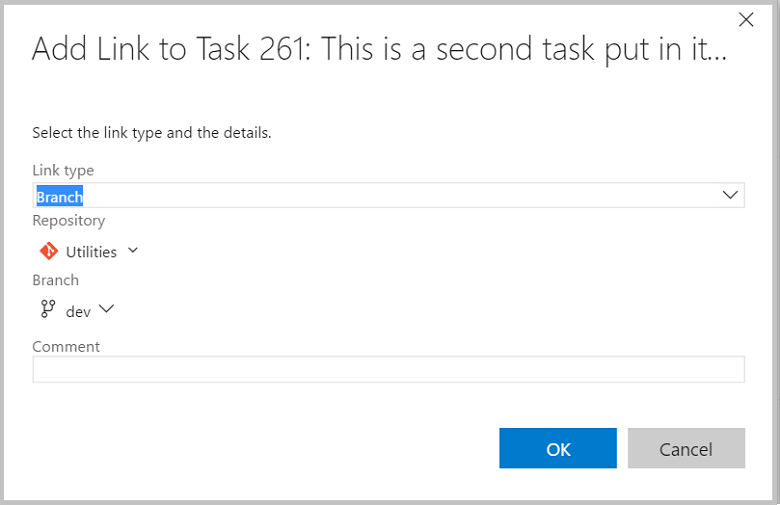 Add Link to Task 261: This is a second task put in it...
Select the link type and the details.
Link type
Branch
Repository
Utilities
Branch
dev
Comment
OK
Cancel